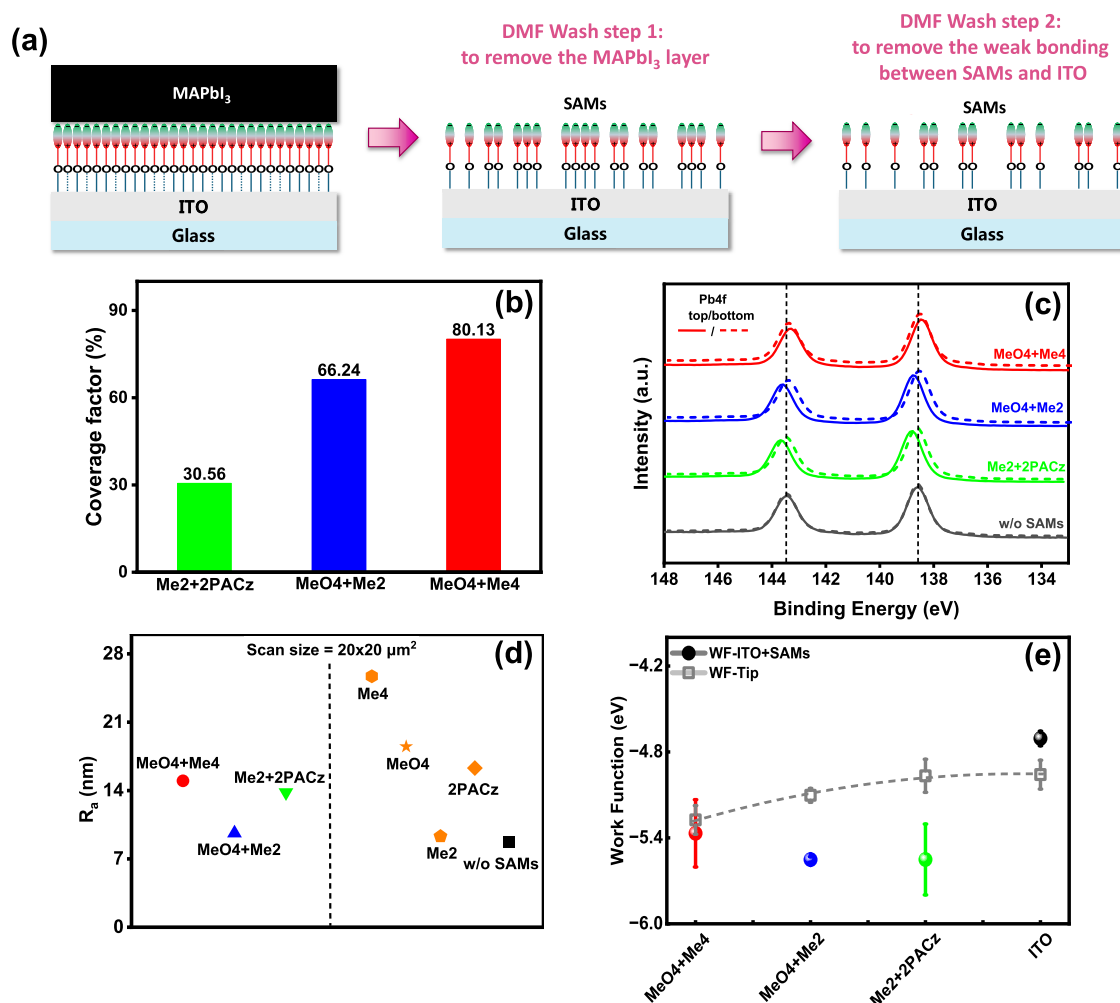 (a)
DMF Wash step 1:
to remove the MAPbI₃ layer
DMF Wash step 2:
to remove the weak bonding
between SAMs and ITO
MAPbI₃
SAMs
SAMs
ITO
Glass
ITO
Glass
ITO
Glass
(b)
Coverage factor (%)
90
60
30
0
30.56
66.24
80.13
Me2+2PACz
MeO4+Me2
MeO4+Me4
(c)
Pb4f
top/bottom
/
MeO4+Me4
MeO4+Me2
Me2+2PACz
w/o SAMs
Intensity (a.u.)
148 146 144 142 140 138 136 134
Binding Energy (eV)
(d)
Scan size = 20x20 µm²
Rₐ (nm)
28
21
14
7
0
Me4
MeO4+Me4
Me2+2PACz
MeO4
2PACz
MeO4+Me2
Me2
w/o SAMs
(e)
WF-ITO+SAMs
WF-Tip
Work Function (eV)
−4.2
−4.8
−5.4
−6.0
MeO4+Me4
MeO4+Me2
Me2+2PACz
ITO